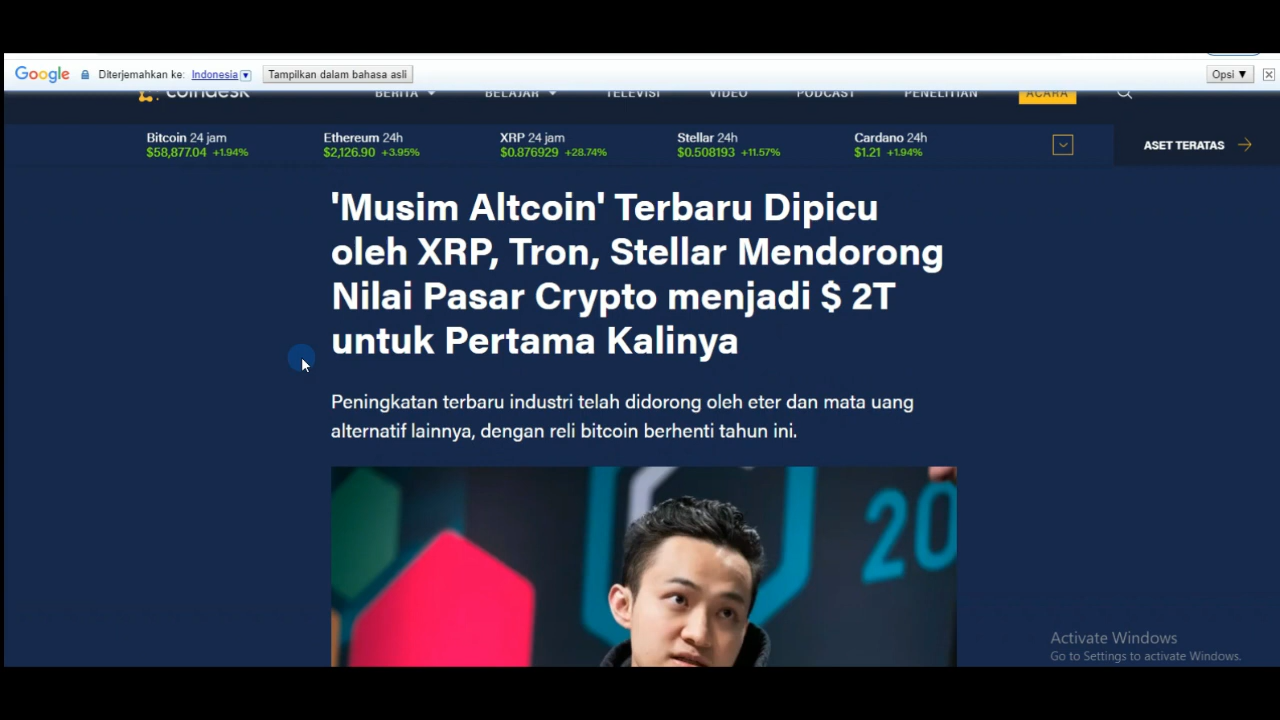 Google Diterjemahkan ke: Indonesia ▼ Tampilkan dalam bahasa asli Opsi ▼
coindesk BERITA BELAJAR TELEVISI VIDEO PODCAST PENELITIAN ACARA
Bitcoin 24 jam Ethereum 24h XRP 24 jam Stellar 24h Cardano 24h
$58,877.04 +1.94% $2,126.90 +3.95% $0.876929 +28.74% $0.508193 +11.57% $1.21 +1.94%
ASET TERATAS
'Musim Altcoin' Terbaru Dipicu
oleh XRP, Tron, Stellar Mendorong
Nilai Pasar Crypto menjadi $ 2T
untuk Pertama Kalinya
Peningkatan terbaru industri telah didorong oleh eter dan mata uang
alternatif lainnya, dengan reli bitcoin berhenti tahun ini.
20
Activate Windows
Go to Settings to activate Windows.